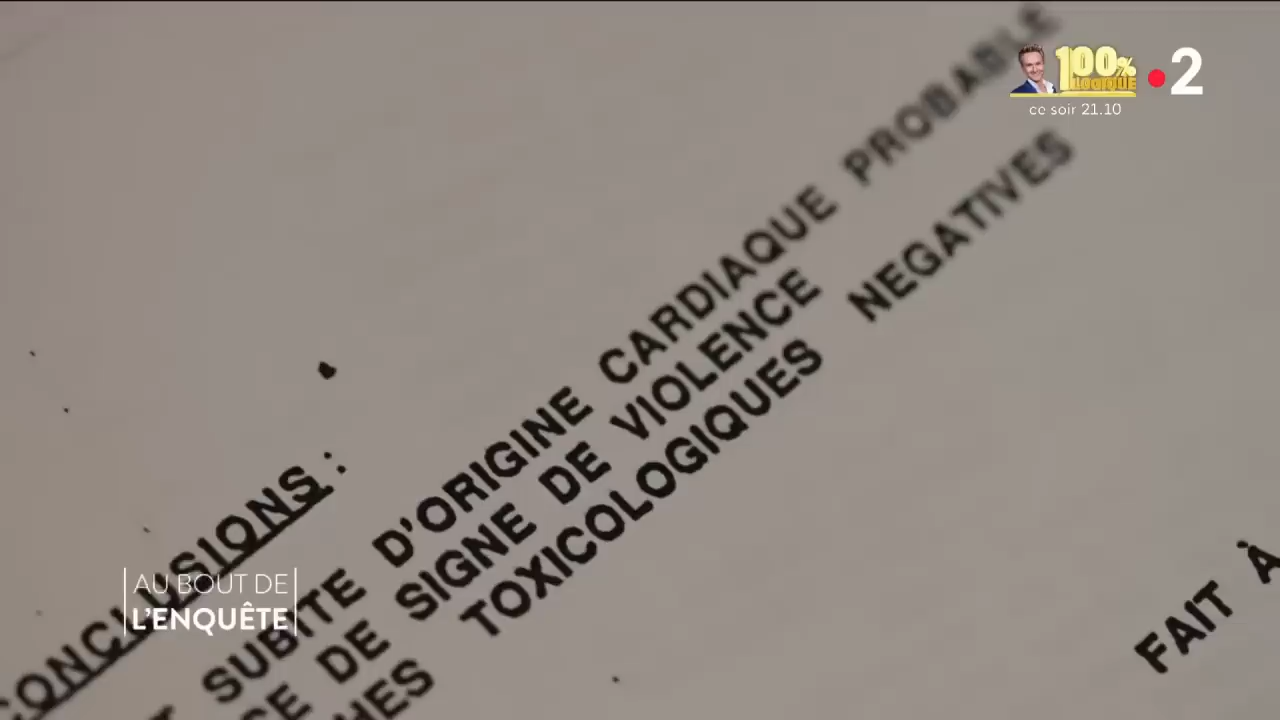 100%
LOGIQUE
2
ce soir 21.10
CONCLUSIONS :
SUBITE D'ORIGINE CARDIAQUE PROBABLE
DE SIGNE DE VIOLENCE
TOXICOLOGIQUES NEGATIVES
FAIT À
AU BOUT DE
L'ENQUÊTE